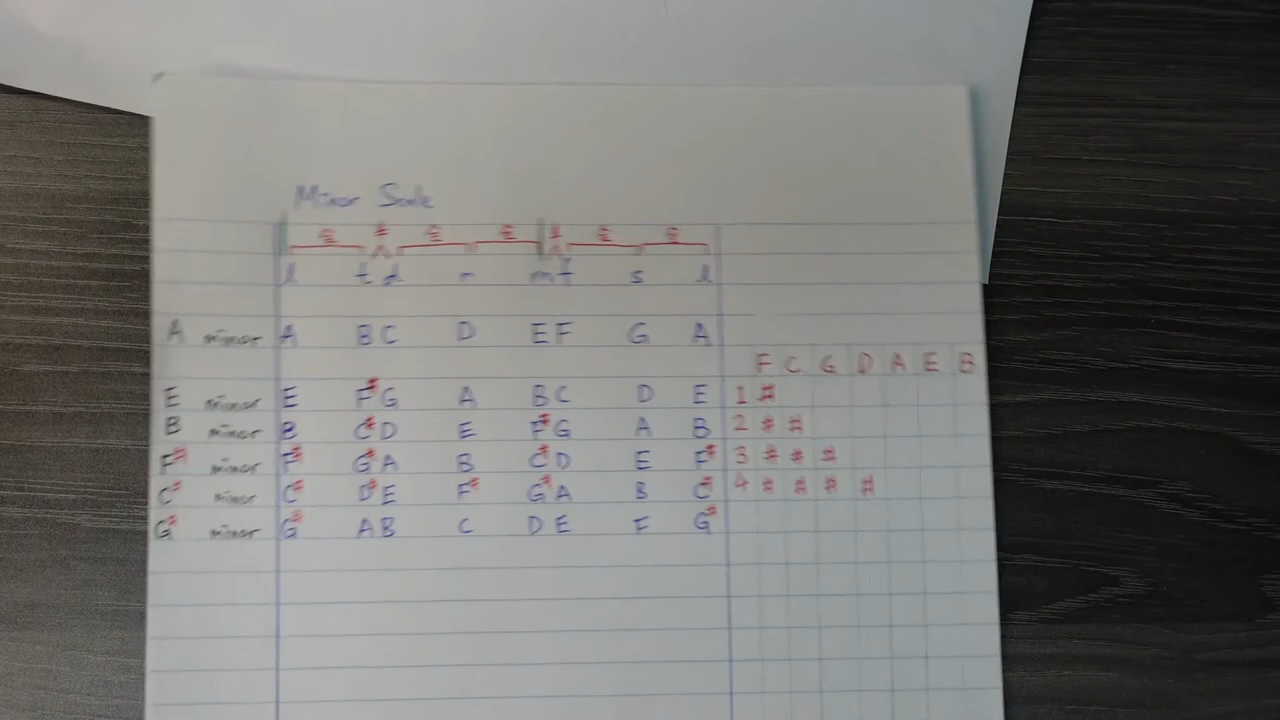 Minor Scale
l t d r m f s l
A minor A B C D E F G A
F C G D A E B
E minor E F# G A B C D E 1 #
B minor B C# D E F# G A B 2 # #
F# minor F# G# A B C# D E F# 3 # # #
C# minor C# D# E F# G# A B C# 4 # # # #
G# minor G# A B C D E F G#